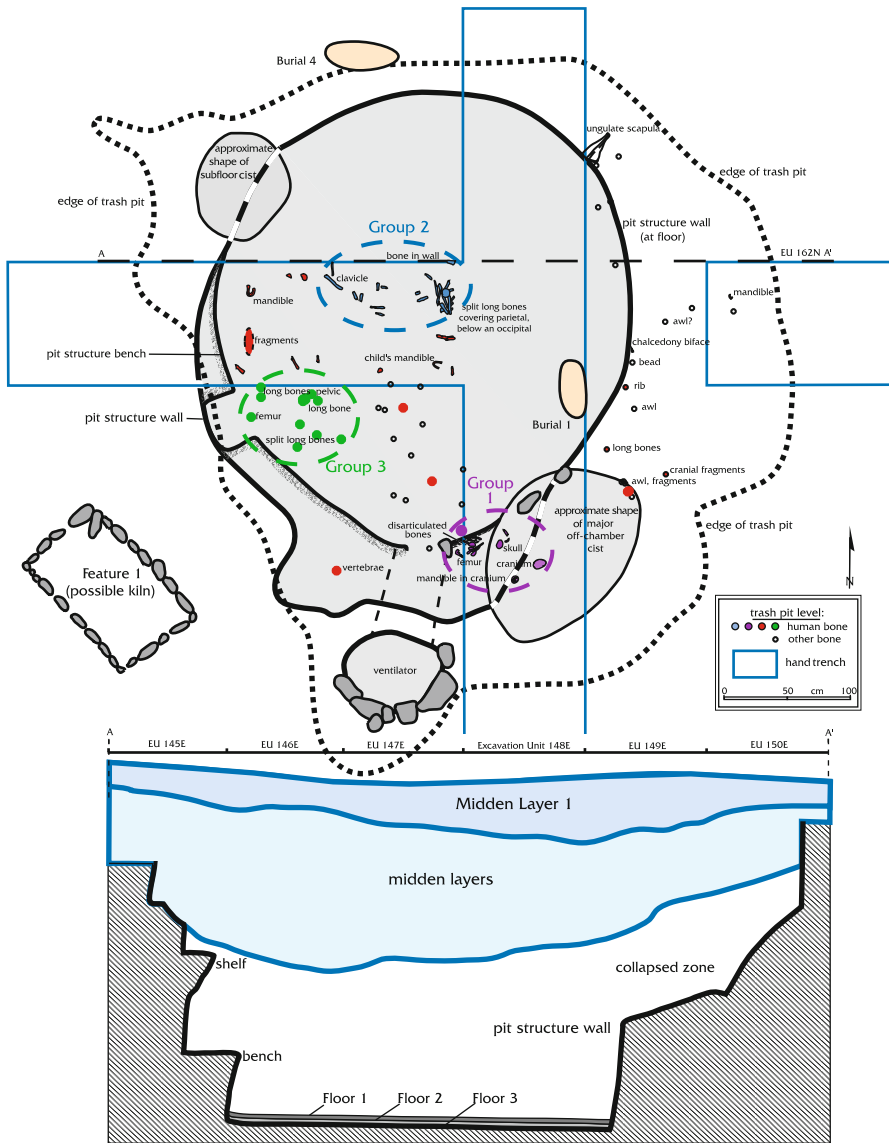 Burial 4
ungulate scapula
approximate
shape of
subfloor cist
edge of trash pit
edge of trash pit
pit structure wall
(at floor)
Group 2
A
bone in wall
EU 162N A'
clavicle
mandible
mandible
split long bones
covering parietal,
below an occipital
awl?
fragments
chalcedony biface
pit structure bench
child's mandible
bead
long bones
pelvic
rib
long bone
pit structure wall
femur
awl
Burial 1
split long bones
long bones
Group 3
Group
1
cranial fragments
awl, fragments
approximate shape
of major
off-chamber
cist
edge of trash pit
disarticulated
bones
skull
femur
cranium
vertebrae
mandible in cranium
Feature 1
(possible kiln)
N
trash pit level:
human bone
other bone
hand trench
0 50 cm 100
ventilator
A
A'
EU 145E
EU 146E
EU 147E
Excavation Unit 148E
EU 149E
EU 150E
Midden Layer 1
midden layers
shelf
collapsed zone
pit structure wall
bench
Floor 1
Floor 2
Floor 3